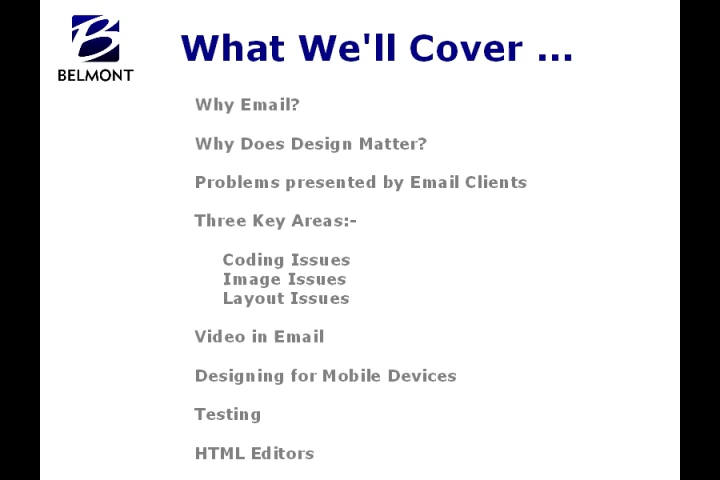 BELMONT
What We'll Cover ...
Why Email?
Why Does Design Matter?
Problems presented by Email Clients
Three Key Areas:-
Coding Issues
Image Issues
Layout Issues
Video in Email
Designing for Mobile Devices
Testing
HTML Editors